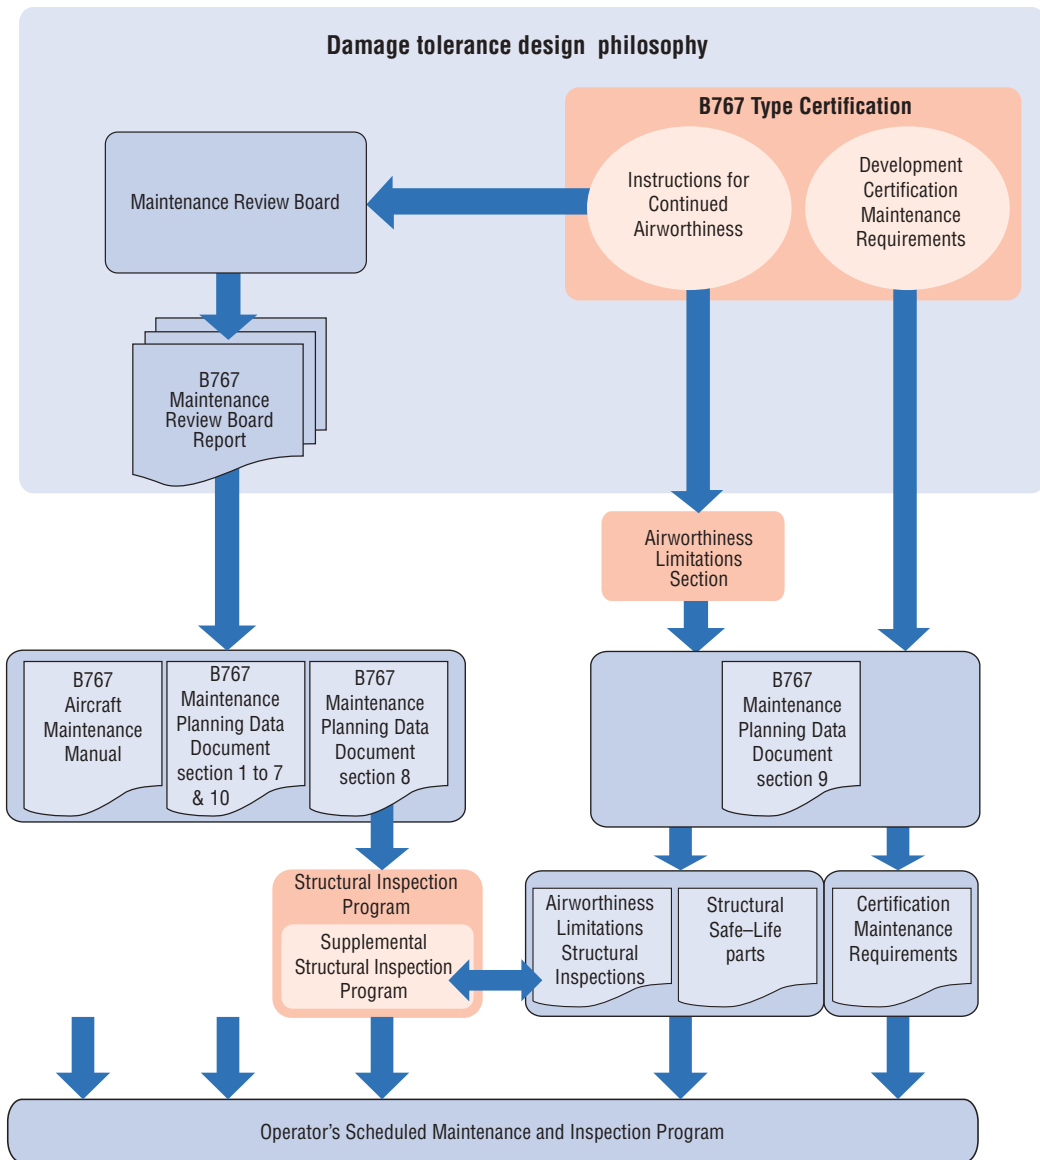 Damage tolerance design philosophy
B767 Type Certification
Maintenance Review Board
Instructions for
Continued
Airworthiness
Development
Certification
Maintenance
Requirements
B767
Maintenance
Review Board
Report
Airworthiness
Limitations
Section
B767
Aircraft
Maintenance
Manual
B767
Maintenance
Planning Data
Document
section 1 to 7
& 10
B767
Maintenance
Planning Data
Document
section 8
B767
Maintenance
Planning Data
Document
section 9
Structural Inspection
Program
Supplemental
Structural Inspection
Program
Airworthiness
Limitations
Structural
Inspections
Structural
Safe–Life
parts
Certification
Maintenance
Requirements
Operator's Scheduled Maintenance and Inspection Program